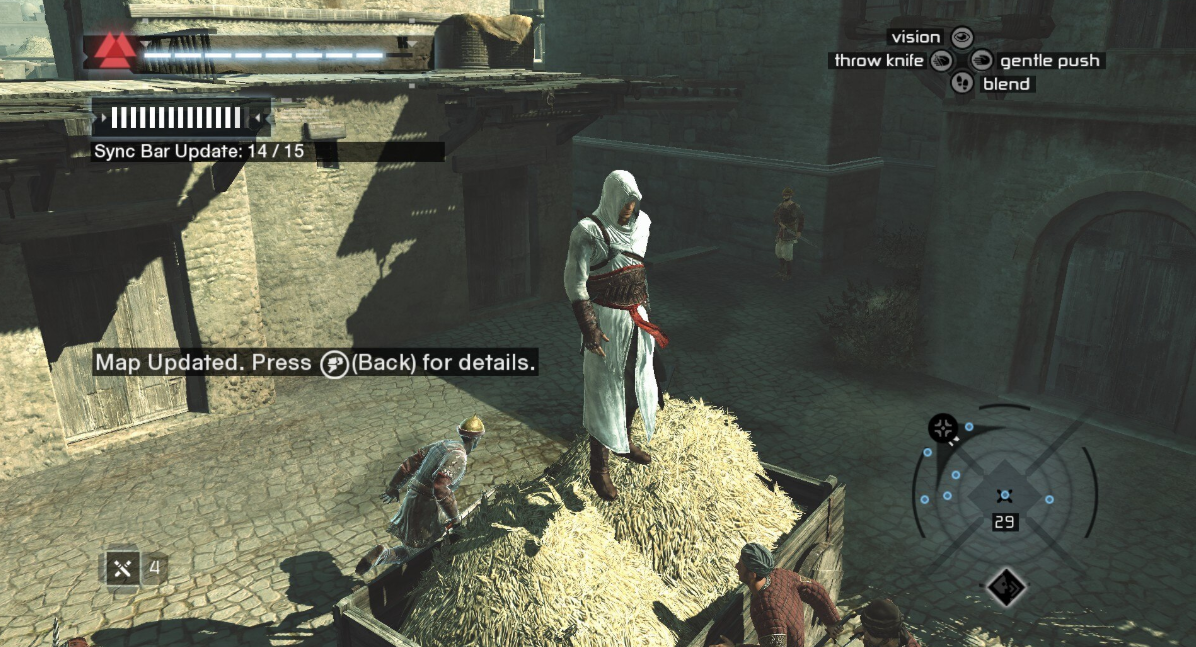 vision
throw knife
gentle push
blend
Sync Bar Update: 14 / 15
Map Updated. Press (Back) for details.
29
4